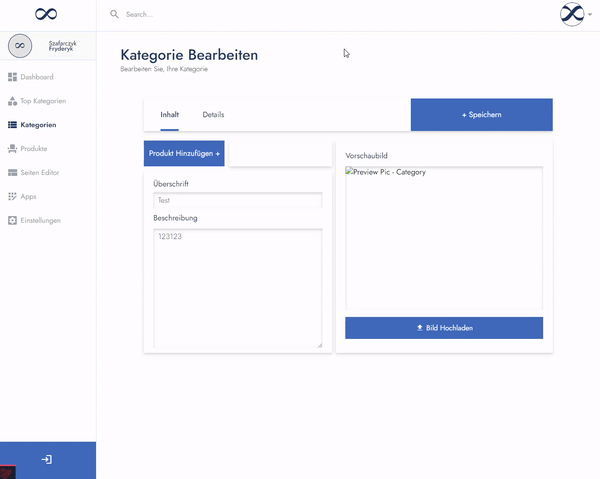 Search...
Szafarczyk
Fryderyk
Dashboard
Top Kategorien
Kategorien
Produkte
Seiten Editor
Apps
Einstellungen
Kategorie Bearbeiten
Bearbeiten Sie, Ihre Kategorie
Inhalt
Details
+ Speichern
Produkt Hinzufügen +
Überschrift
Test
Beschreibung
123123
Vorschaubild
Preview Pic - Category
Bild Hochladen